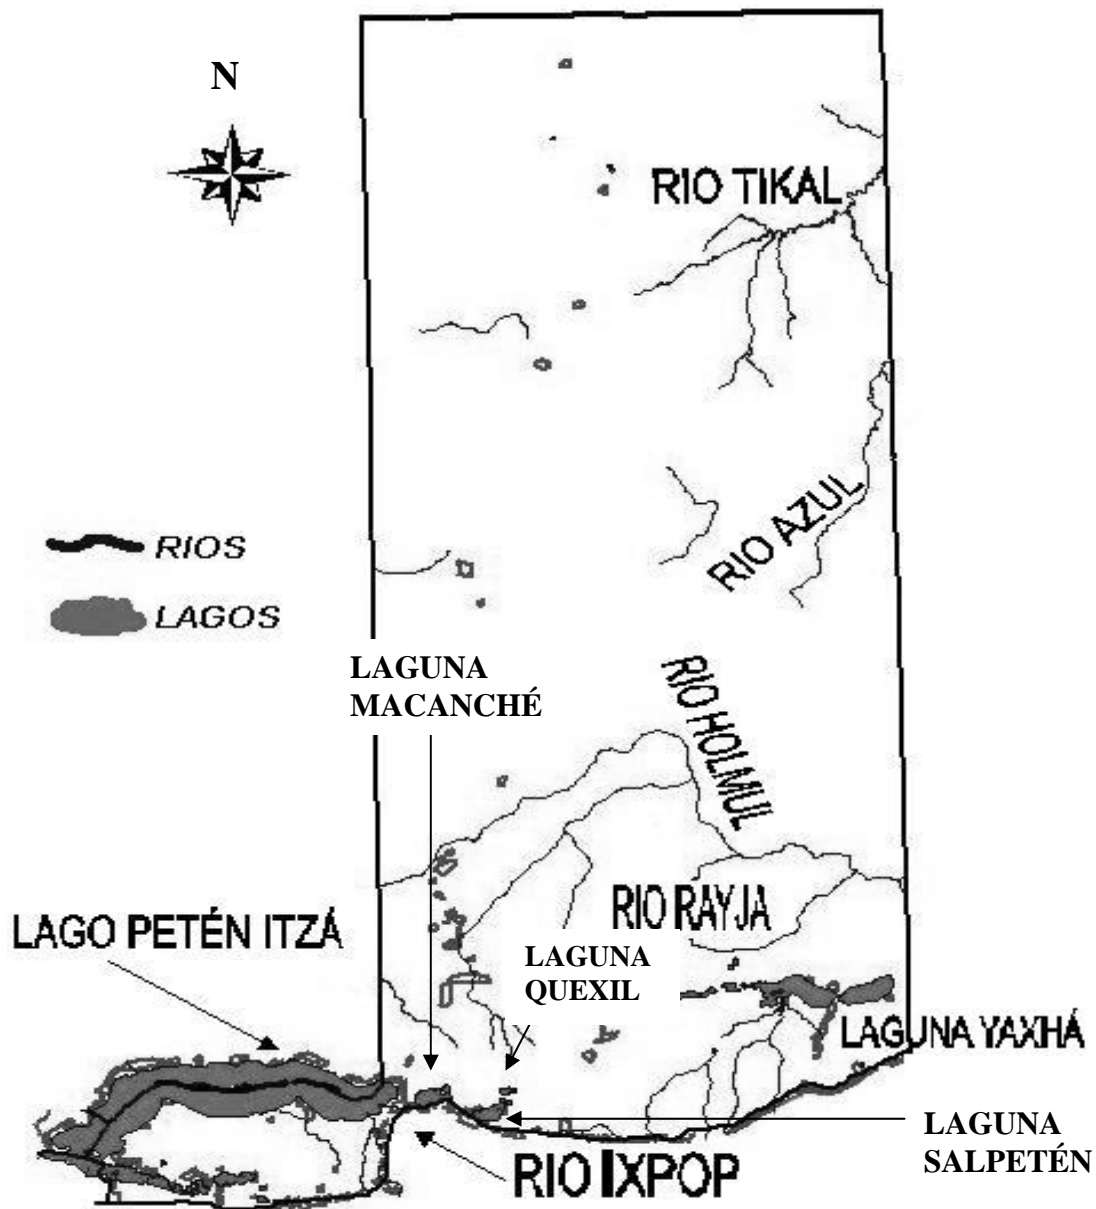 N
RIO TIKAL
RIO AZUL
RIOS
LAGOS
LAGUNA
MACANCHÉ
RIO HOLMUL
RIO RAYJA
LAGO PETÉN ITZÁ
LAGUNA
QUEXIL
LAGUNA YAXHÁ
LAGUNA
SALPETÉN
RIO IXPOP